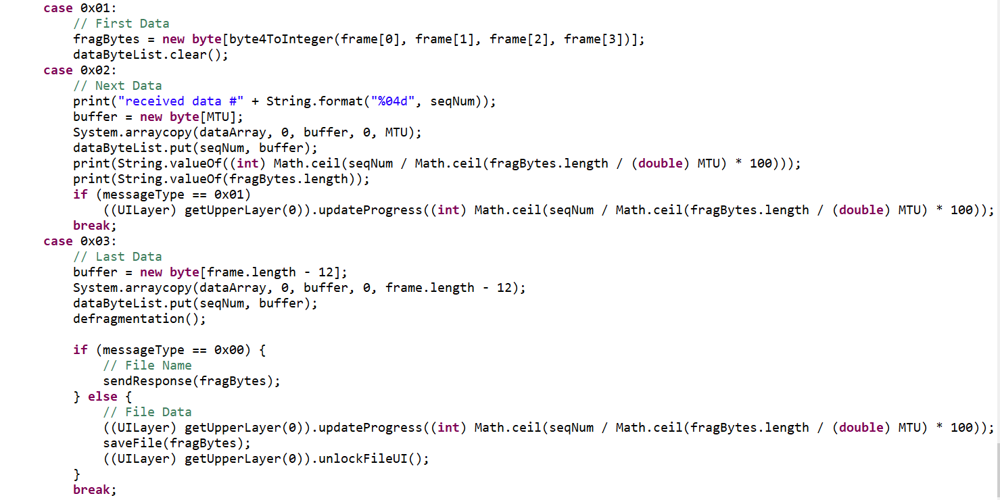 case 0x01:
    // First Data
    fragBytes = new byte[byte4ToInteger(frame[0], frame[1], frame[2], frame[3])];
    dataByteList.clear();
case 0x02:
    // Next Data
    print("received data #" + String.format("%04d", seqNum));
    buffer = new byte[MTU];
    System.arraycopy(dataArray, 0, buffer, 0, MTU);
    dataByteList.put(seqNum, buffer);
    print(String.valueOf((int) Math.ceil(seqNum / Math.ceil(fragBytes.length / (double) MTU) * 100)));
    print(String.valueOf(fragBytes.length));
    if (messageType == 0x01)
        ((UILayer) getUpperLayer(0)).updateProgress((int) Math.ceil(seqNum / Math.ceil(fragBytes.length / (double) MTU) * 100));
    break;
case 0x03:
    // Last Data
    buffer = new byte[frame.length - 12];
    System.arraycopy(dataArray, 0, buffer, 0, frame.length - 12);
    dataByteList.put(seqNum, buffer);
    defragmentation();

    if (messageType == 0x00) {
        // File Name
        sendResponse(fragBytes);
    } else {
        // File Data
        ((UILayer) getUpperLayer(0)).updateProgress((int) Math.ceil(seqNum / Math.ceil(fragBytes.length / (double) MTU) * 100));
        saveFile(fragBytes);
        ((UILayer) getUpperLayer(0)).unlockFileUI();
    }
    break;